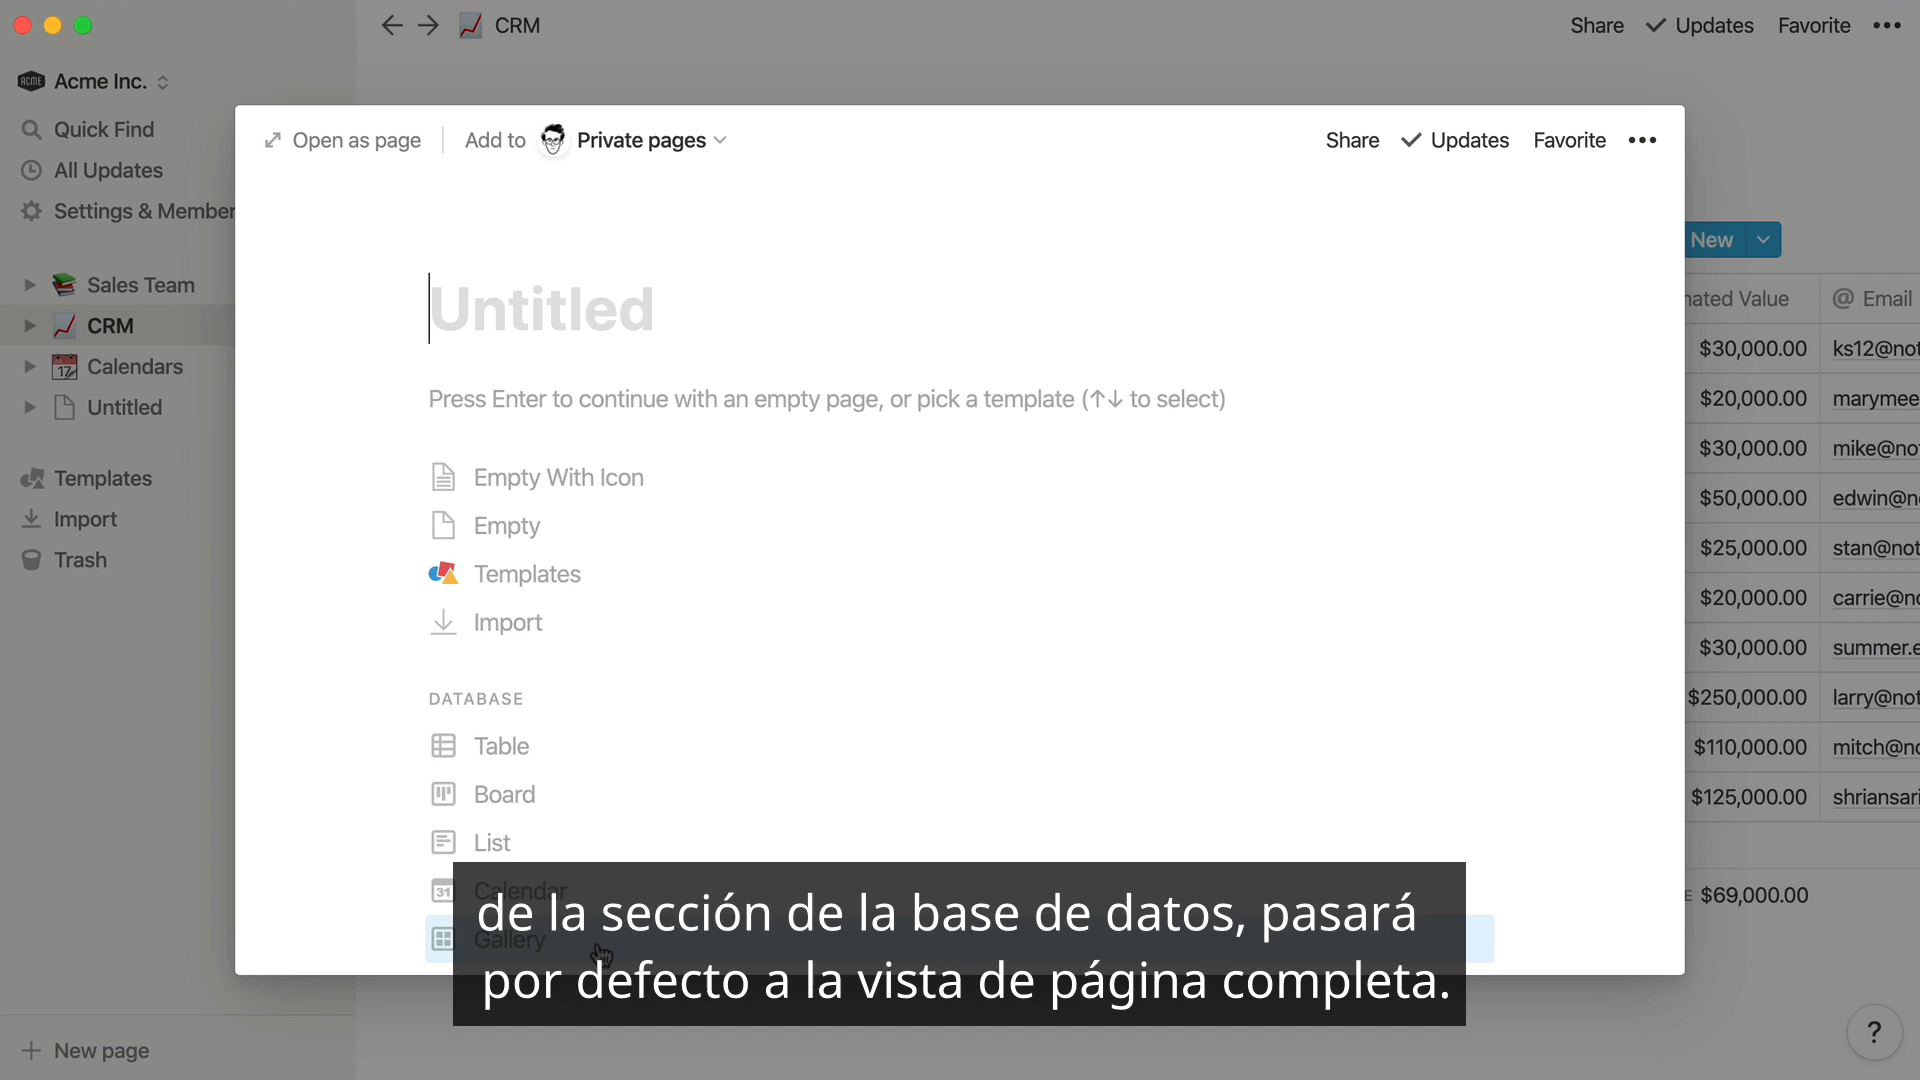 CRM
Share
Updates
Favorite
ACME
Acme Inc.
Quick Find
All Updates
Settings & Member
Sales Team
CRM
17
Calendars
Untitled
Templates
Import
Trash
New page
Open as page
Add to
Private pages
Share
Updates
Favorite
Untitled
Press Enter to continue with an empty page, or pick a template (↑↓ to select)
Empty With Icon
Empty
Templates
Import
DATABASE
Table
Board
List
31
Calendar
Gallery
New
nated Value
@ Email
$30,000.00 ks12@not
$20,000.00 marymee
$30,000.00 mike@not
$50,000.00 edwin@n
$25,000.00 stan@not
$20,000.00 carrie@no
$30,000.00 summer.e
$250,000.00 larry@not
$110,000.00 mitch@no
$125,000.00 shriansari
$69,000.00
?
de la sección de la base de datos, pasará
por defecto a la vista de página completa.